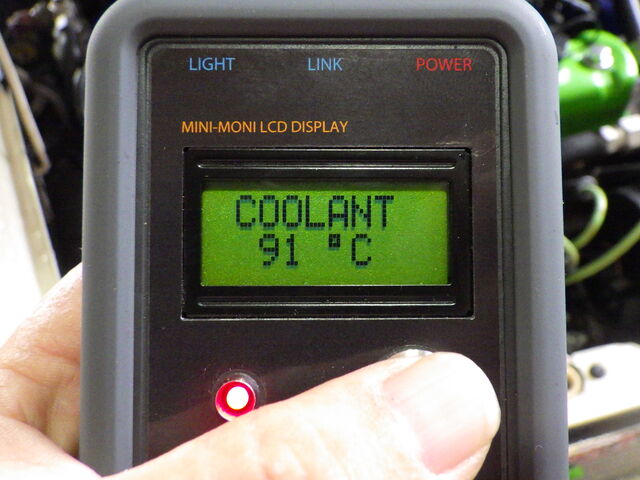 LIGHT LINK POWER
MINI-MONI LCD DISPLAY
COOLANT
91 °C